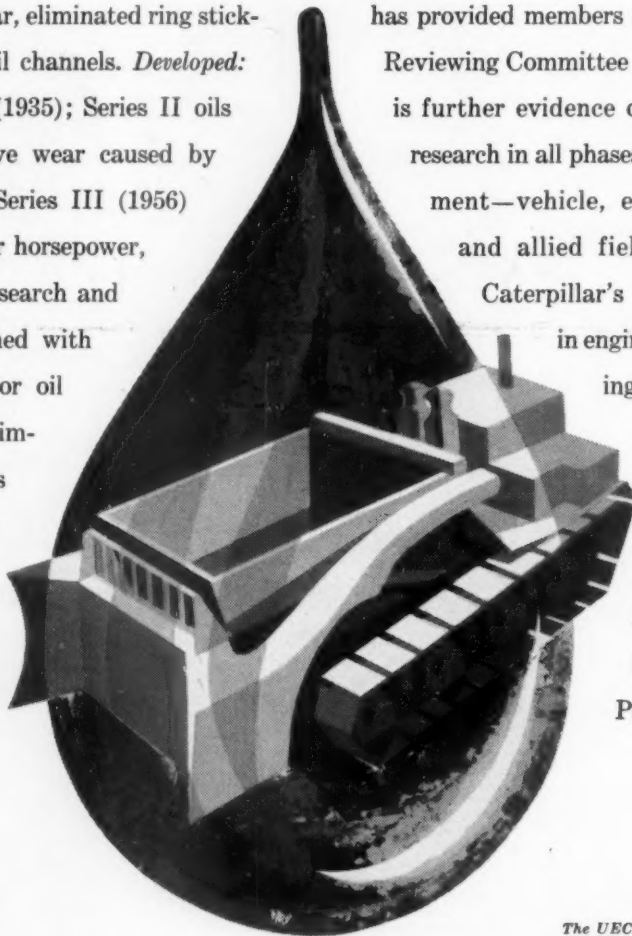 ar, eliminated ring stick-
il channels. Developed:
(1935); Series II oils
ve wear caused by
Series III (1956)
r horsepower,
search and
ned with
or oil
im-
s
has provided members
Reviewing Committee
is further evidence
research in all phases
ment—vehicle, e
and allied fiel
Caterpillar's
in engin
ing
P
The UEC